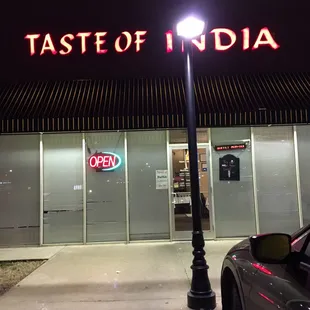 TASTE OF INDIA
OPEN